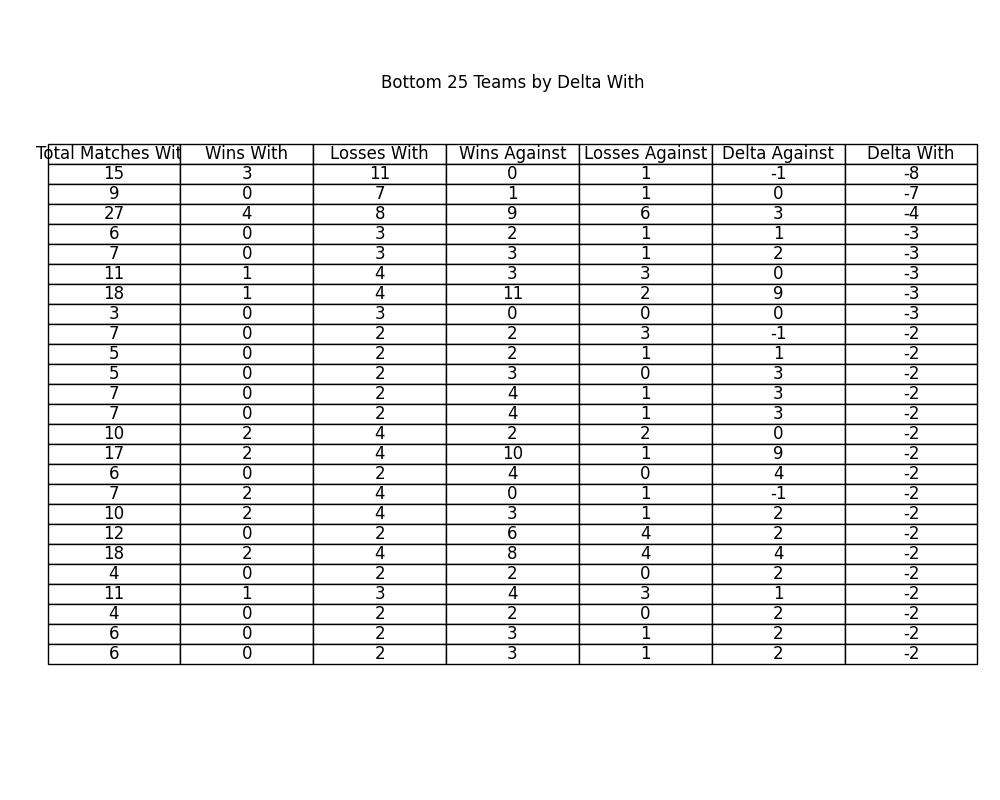 Bottom 25 Teams by Delta With
Total Matches Wit Wins With Losses With Wins Against Losses Against Delta Against Delta With
15 3 11 0 1 -1 -8
9 0 7 1 1 0 -7
27 4 8 9 6 3 -4
6 0 3 2 1 1 -3
7 0 3 3 1 2 -3
11 1 4 3 3 0 -3
18 1 4 11 2 9 -3
3 0 3 0 0 0 -3
7 0 2 2 3 -1 -2
5 0 2 2 1 1 -2
5 0 2 3 0 3 -2
7 0 2 4 1 3 -2
7 0 2 4 1 3 -2
10 2 4 2 2 0 -2
17 2 4 10 1 9 -2
6 0 2 4 0 4 -2
7 2 4 0 1 -1 -2
10 2 4 3 1 2 -2
12 0 2 6 4 2 -2
18 2 4 8 4 4 -2
4 0 2 2 0 2 -2
11 1 3 4 3 1 -2
4 0 2 2 0 2 -2
6 0 2 3 1 2 -2
6 0 2 3 1 2 -2